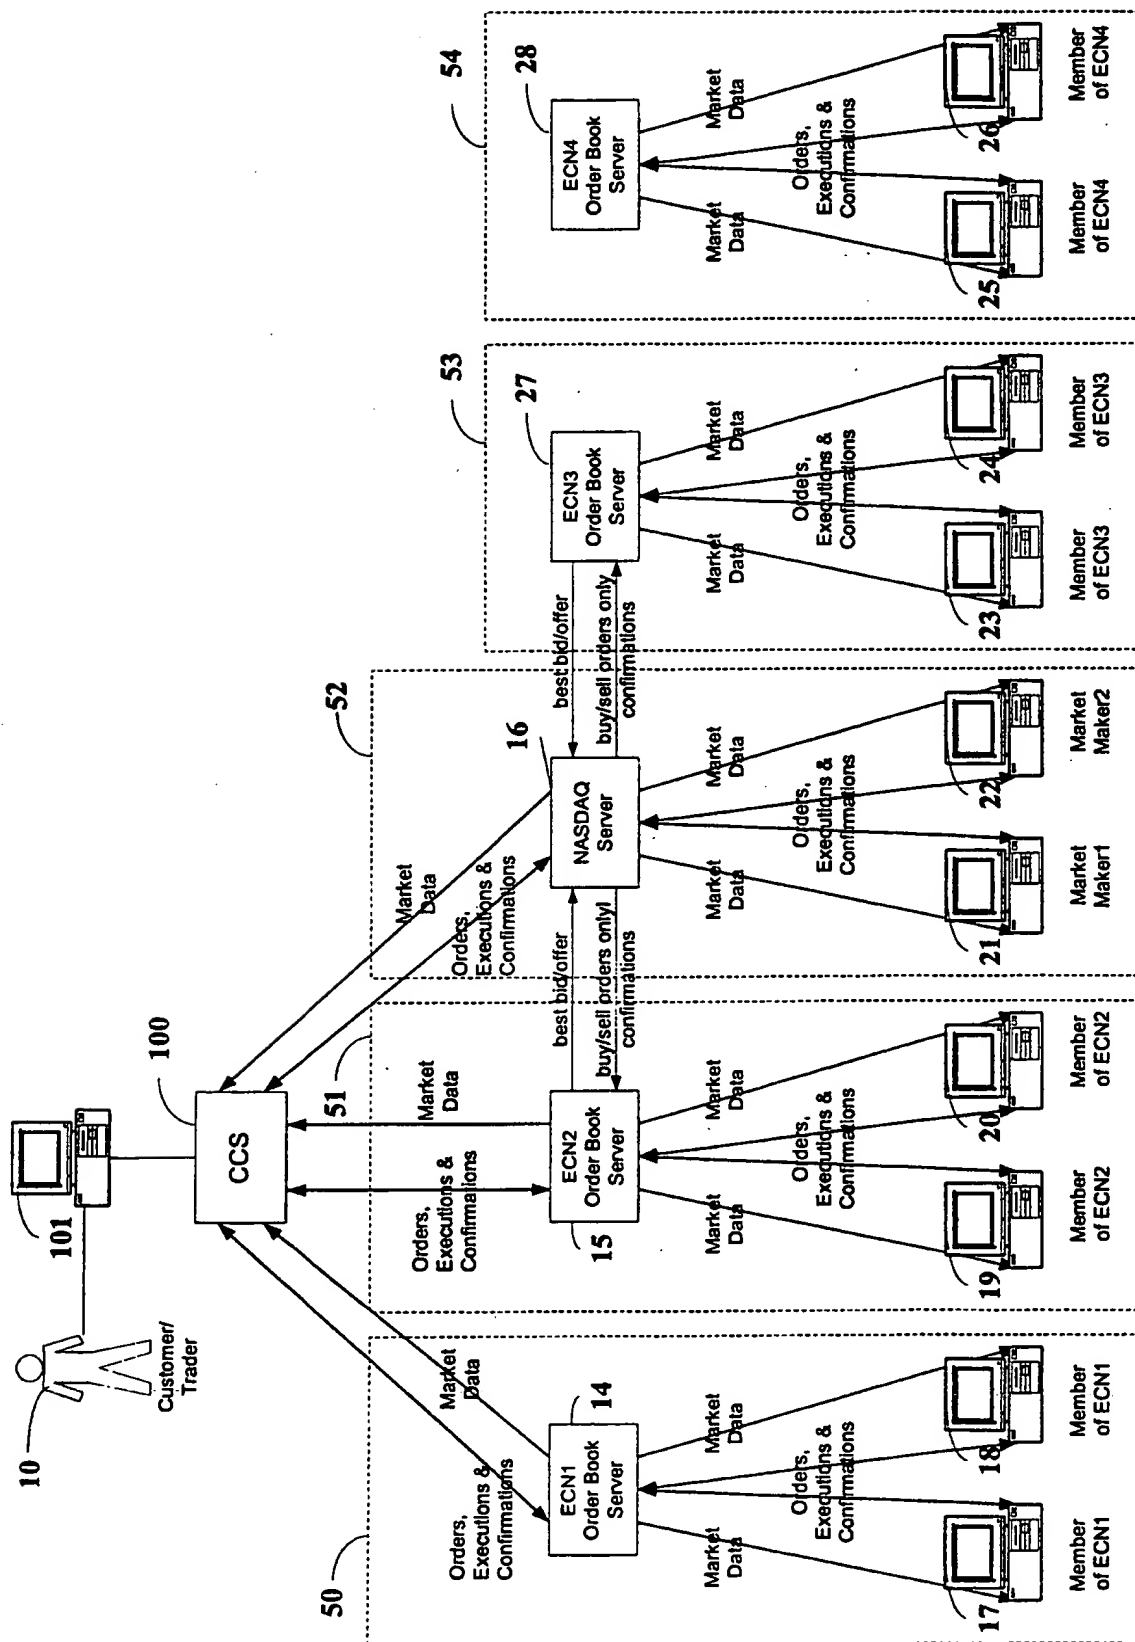 10
Customer/
Trader
101
CCS
100
50
Orders,
Executions &
Confirmations
Market
Data
ECN1
Order Book
Server
14
Market
Data
Orders,
Executions &
Confirmations
Market
Data
17
18
Member
of ECN1
Member
of ECN1
51
Orders,
Executions &
Confirmations
Market
Data
ECN2
Order Book
Server
15
best bid/offer
buy/sell orders only
confirmations
Market
Data
Orders,
Executions &
Confirmations
Market
Data
19
20
Member
of ECN2
Member
of ECN2
52
Market
Data
Orders,
Executions &
Confirmations
16
NASDAQ
Server
best bid/offer
buy/sell orders only
confirmations
Market
Data
Orders,
Executions &
Confirmations
Market
Data
21
22
Market
Maker1
Market
Maker2
53
27
ECN3
Order Book
Server
Market
Data
Orders,
Executions &
Confirmations
Market
Data
23
24
Member
of ECN3
Member
of ECN3
54
28
ECN4
Order Book
Server
Market
Data
Orders,
Executions &
Confirmations
Market
Data
25
26
Member
of ECN4
Member
of ECN4